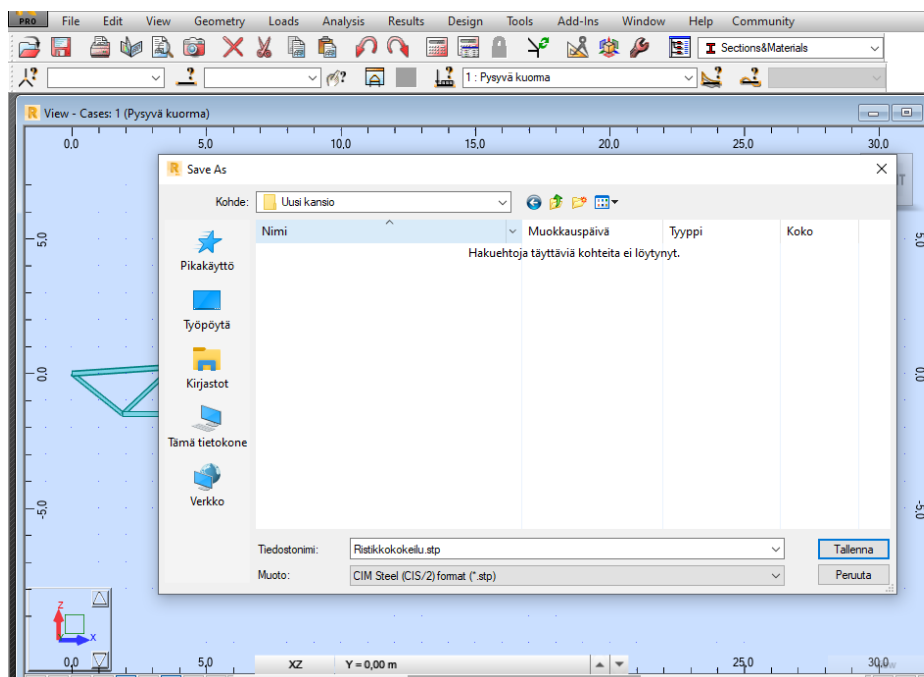 PRO File Edit View Geometry Loads Analysis Results Design Tools Add-Ins Window Help Community
Sections&Materials
1 : Pysyvä kuorma
View - Cases: 1 (Pysyvä kuorma)
0,0 5,0 10,0 15,0 20,0 25,0 30,0
Save As
Kohde: Uusi kansio
Nimi Muokkauspäivä Tyyppi Koko
Hakuehtoja täyttäviä kohteita ei löytynyt.
Pikakäyttö
Työpöytä
Kirjastot
Tämä tietokone
Verkko
5,0 5,0
0,0 0,0
-5,0 -5,0
Tiedostonimi: Ristikkokokeilu.stp Tallenna
Muoto: CIM Steel (CIS/2) format (*.stp) Peruuta
z
x
0,0 5,0 XZ Y = 0,00 m 25,0 30,0